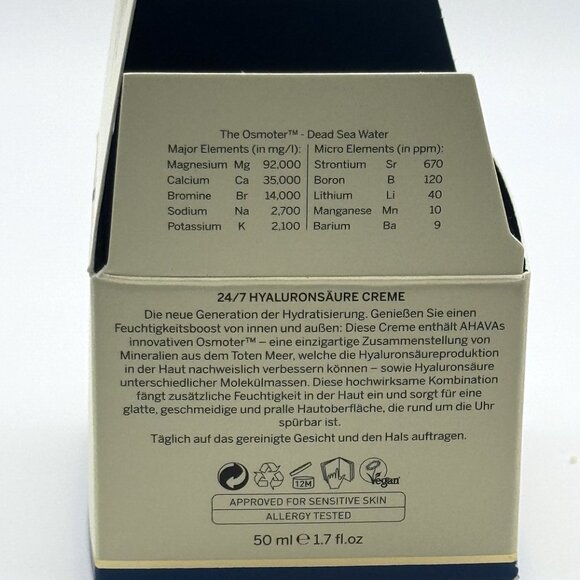 The Osmoter™ - Dead Sea Water
Major Elements (in mg/l): Micro Elements (in ppm):
Magnesium Mg 92,000 Strontium Sr 670
Calcium Ca 35,000 Boron B 120
Bromine Br 14,000 Lithium Li 40
Sodium Na 2,700 Manganese Mn 10
Potassium K 2,100 Barium Ba 9
24/7 HYALURONSÄURE CREME
Die neue Generation der Hydratisierung. Genießen Sie einen
Feuchtigkeitsboost von innen und außen: Diese Creme enthält AHAVAs
innovativen Osmoter™ – eine einzigartige Zusammenstellung von
Mineralien aus dem Toten Meer, welche die Hyaluronsäureproduktion
in der Haut nachweislich verbessern können – sowie Hyaluronsäure
unterschiedlicher Molekülmassen. Diese hochwirksame Kombination
fängt zusätzliche Feuchtigkeit in der Haut ein und sorgt für eine
glatte, geschmeidige und pralle Hautoberfläche, die rund um die Uhr
spürbar ist.
Täglich auf das gereinigte Gesicht und den Hals auftragen.
12M
Vegan
APPROVED FOR SENSITIVE SKIN
ALLERGY TESTED
50 ml ℮ 1.7 fl.oz